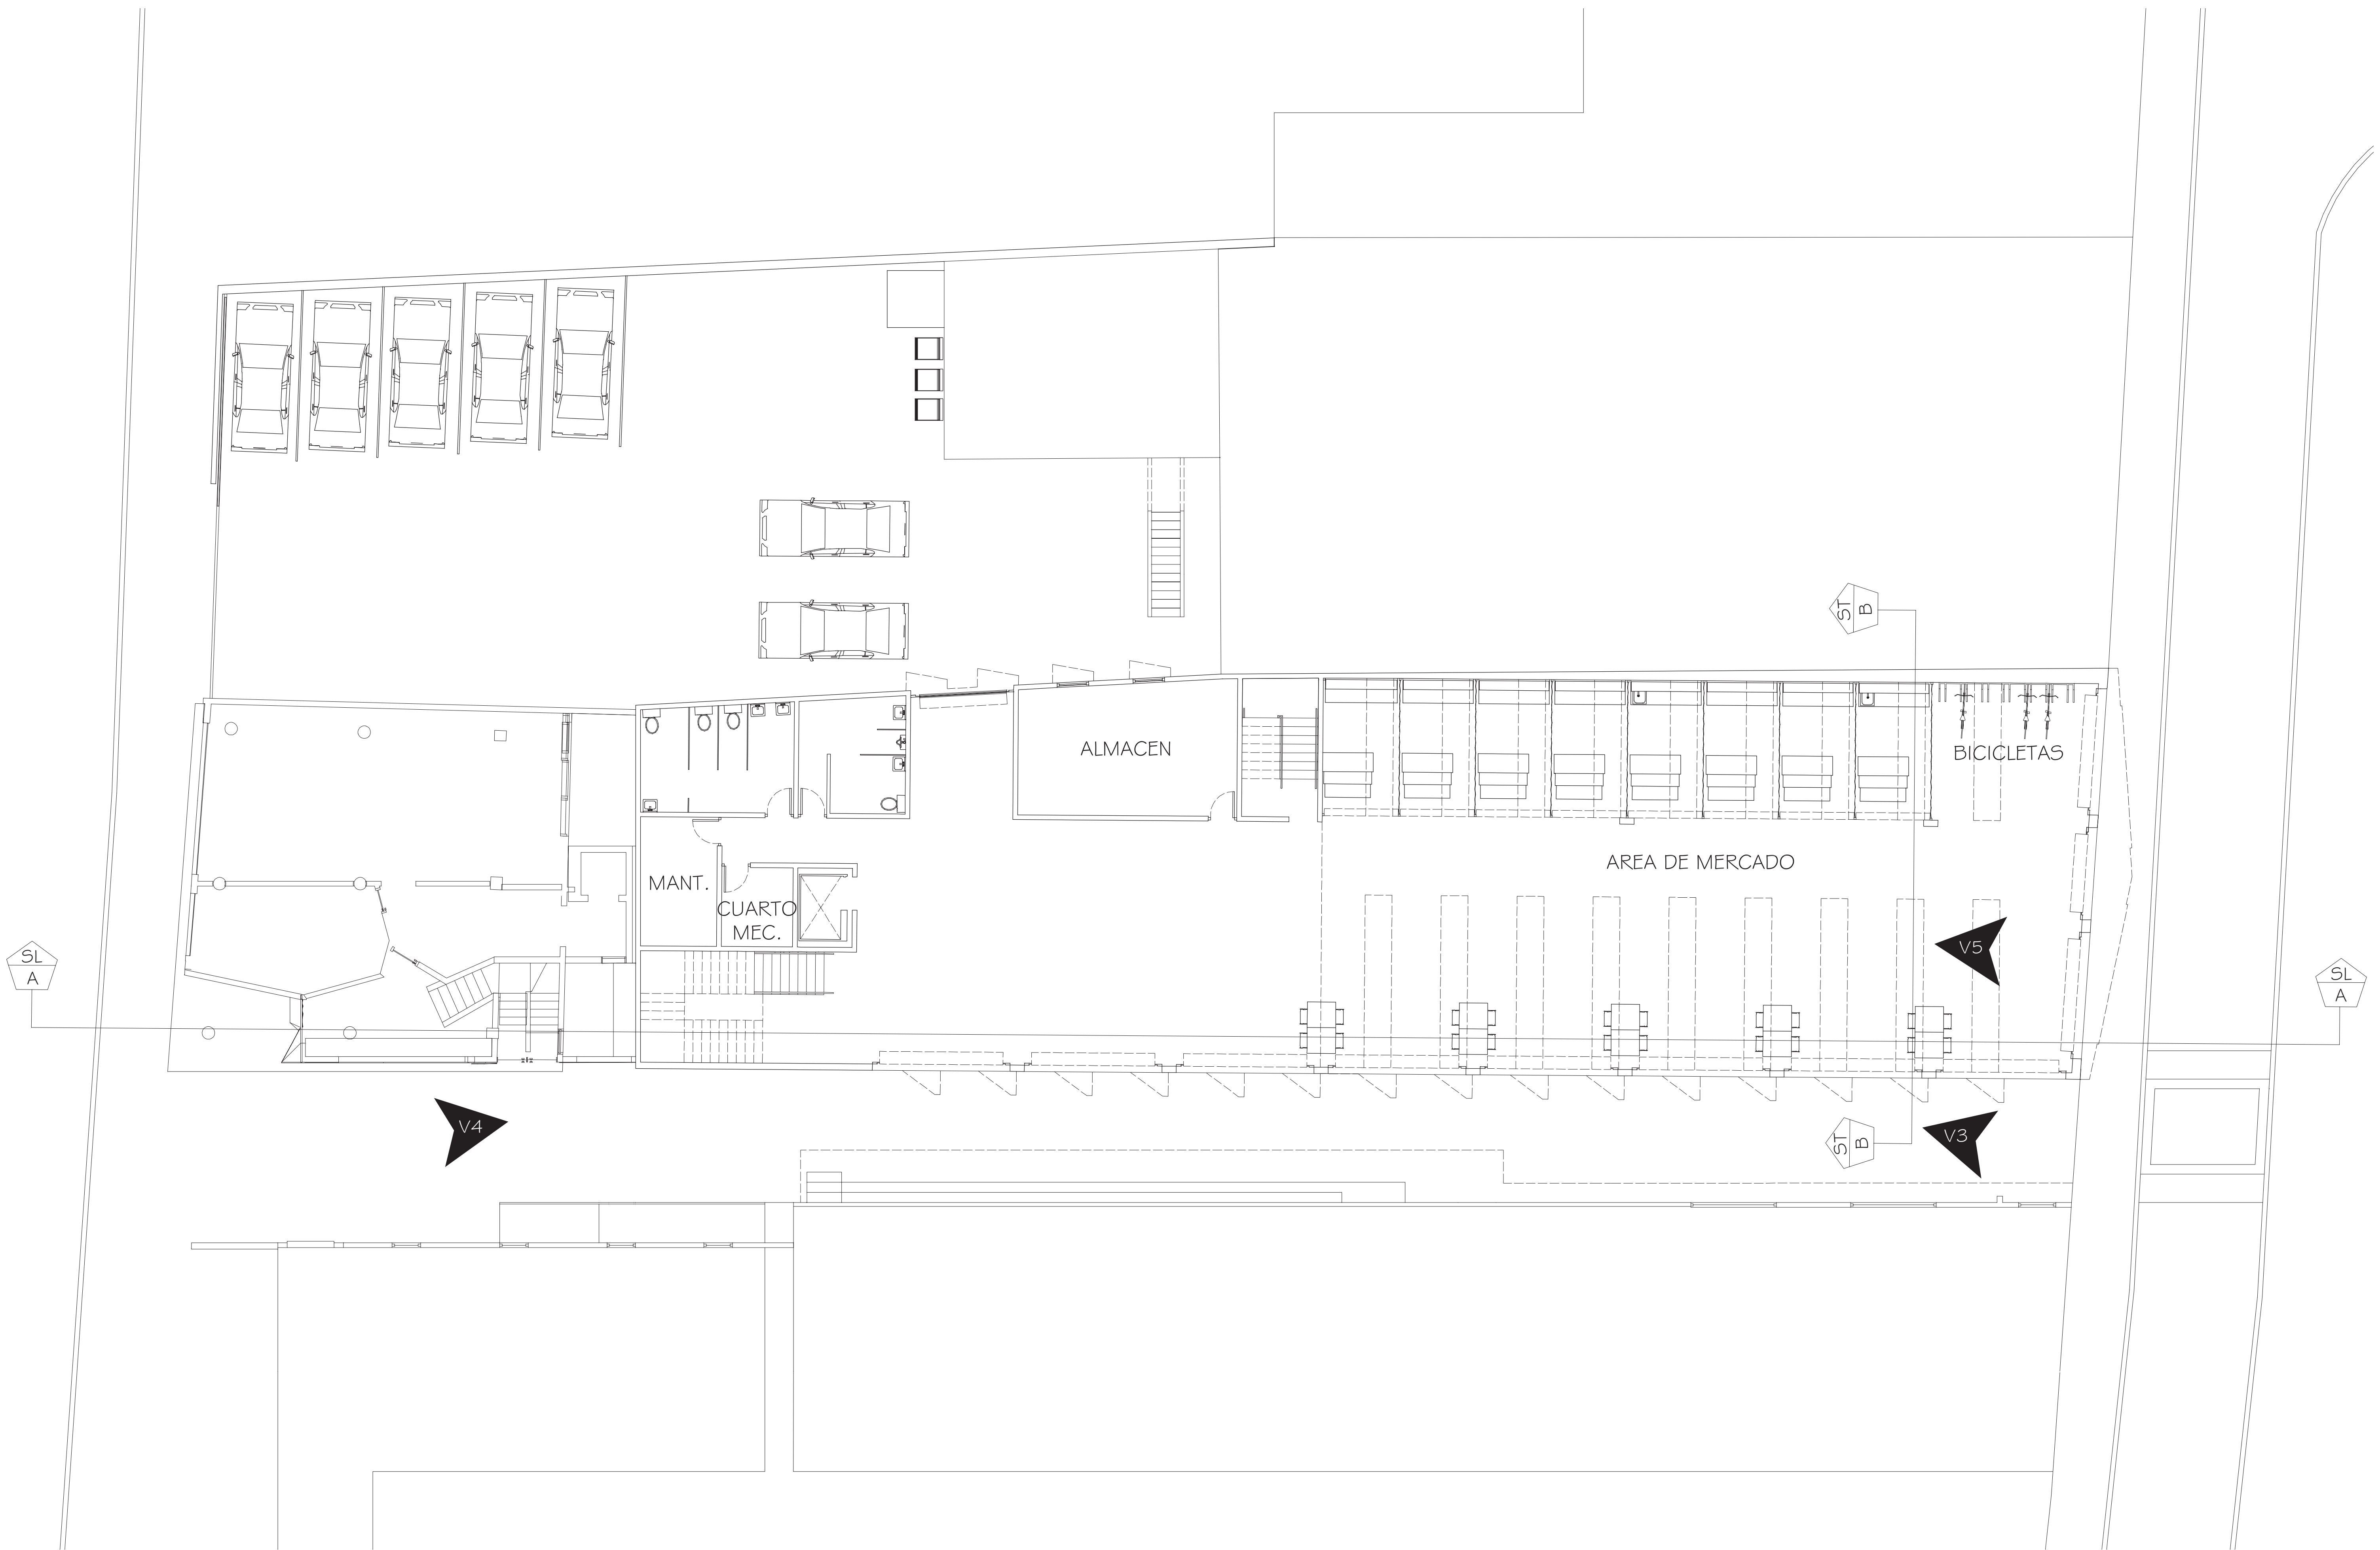 ST
B
ALMACEN
BICICLETAS
AREA DE MERCADO
MANT.
CUARTO
MEC.
V5
SL
A
SL
A
V4
V3
ST
B